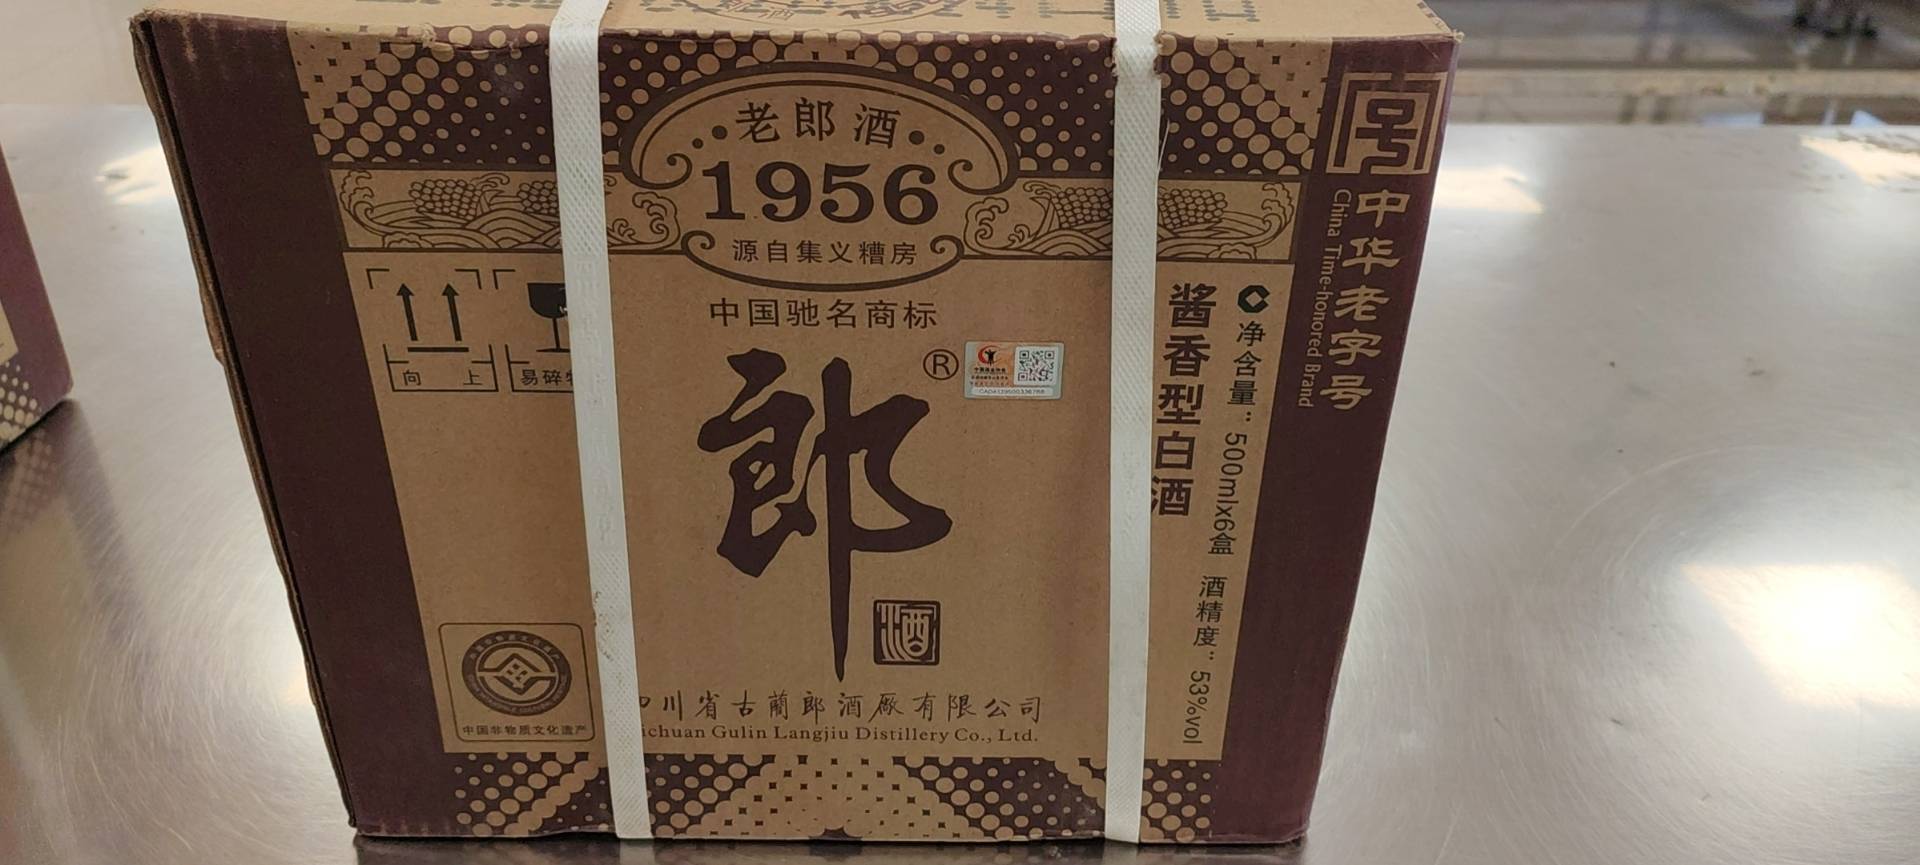 老郎酒
1956
源自集义糟房
中国驰名商标
郎
®
酒
向上
易碎
酱香型白酒
净含量：500mlx6盒 酒精度：53%vol
号
中华老字号
China Time-honored Brand
中国非物质文化遗产
川省古蔺郎酒厰有限公司
ichuan Gulin Langjiu Distillery Co., Ltd.